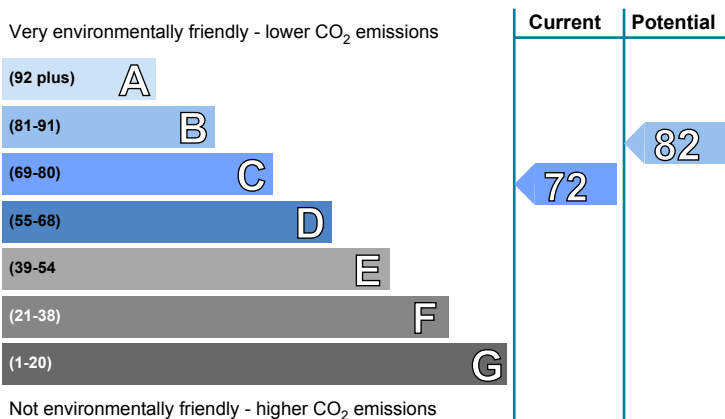 Very environmentally friendly - lower CO2 emissions
Current
Potential
(92 plus) A
(81-91) B
(69-80) C
(55-68) D
(39-54 E
(21-38) F
(1-20) G
72
82
Not environmentally friendly - higher CO2 emissions